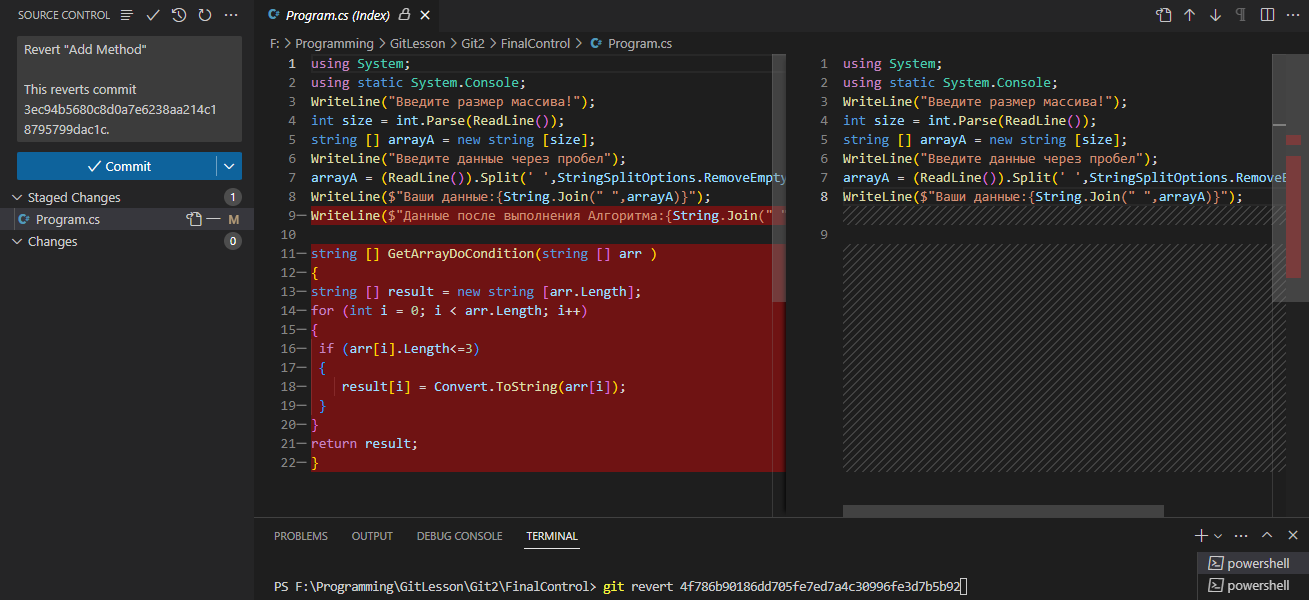 SOURCE CONTROL
Revert "Add Method"
This reverts commit
3ec94b5680c8d0a7e6238aa214c1
8795799dac1c.
Commit
Staged Changes 1
Program.cs M
Changes 0
Program.cs (Index)
F: > Programming > GitLesson > Git2 > FinalControl > Program.cs
1 using System;
2 using static System.Console;
3 WriteLine("Введите размер массива!");
4 int size = int.Parse(ReadLine());
5 string [] arrayA = new string [size];
6 WriteLine("Введите данные через пробел");
7 arrayA = (ReadLine()).Split(' ',StringSplitOptions.RemoveEmpty
8 WriteLine($"Ваши данные:{String.Join(" ",arrayA)}");
9− WriteLine($"Данные после выполнения Алгоритма:{String.Join(" "
10
11− string [] GetArrayDoCondition(string [] arr )
12− {
13− string [] result = new string [arr.Length];
14− for (int i = 0; i < arr.Length; i++)
15− {
16− if (arr[i].Length<=3)
17− {
18− result[i] = Convert.ToString(arr[i]);
19− }
20− }
21− return result;
22− }
1 using System;
2 using static System.Console;
3 WriteLine("Введите размер массива!");
4 int size = int.Parse(ReadLine());
5 string [] arrayA = new string [size];
6 WriteLine("Введите данные через пробел");
7 arrayA = (ReadLine()).Split(' ',StringSplitOptions.RemoveE
8 WriteLine($"Ваши данные:{String.Join(" ",arrayA)}");
9
PROBLEMS OUTPUT DEBUG CONSOLE TERMINAL
PS F:\Programming\GitLesson\Git2\FinalControl> git revert 4f786b90186dd705fe7ed7a4c30996fe3d7b5b92
powershell
powershell